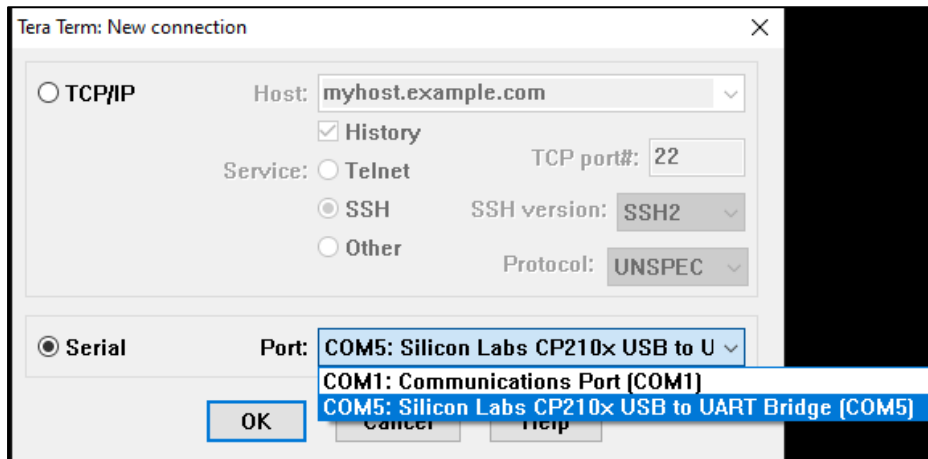 Tera Term: New connection
TCP/IP Host: myhost.example.com
History
Service: Telnet TCP port#: 22
SSH SSH version: SSH2
Other Protocol: UNSPEC
Serial Port: COM5: Silicon Labs CP210x USB to U
COM1: Communications Port (COM1)
COM5: Silicon Labs CP210x USB to UART Bridge (COM5)
OK Cancel Help